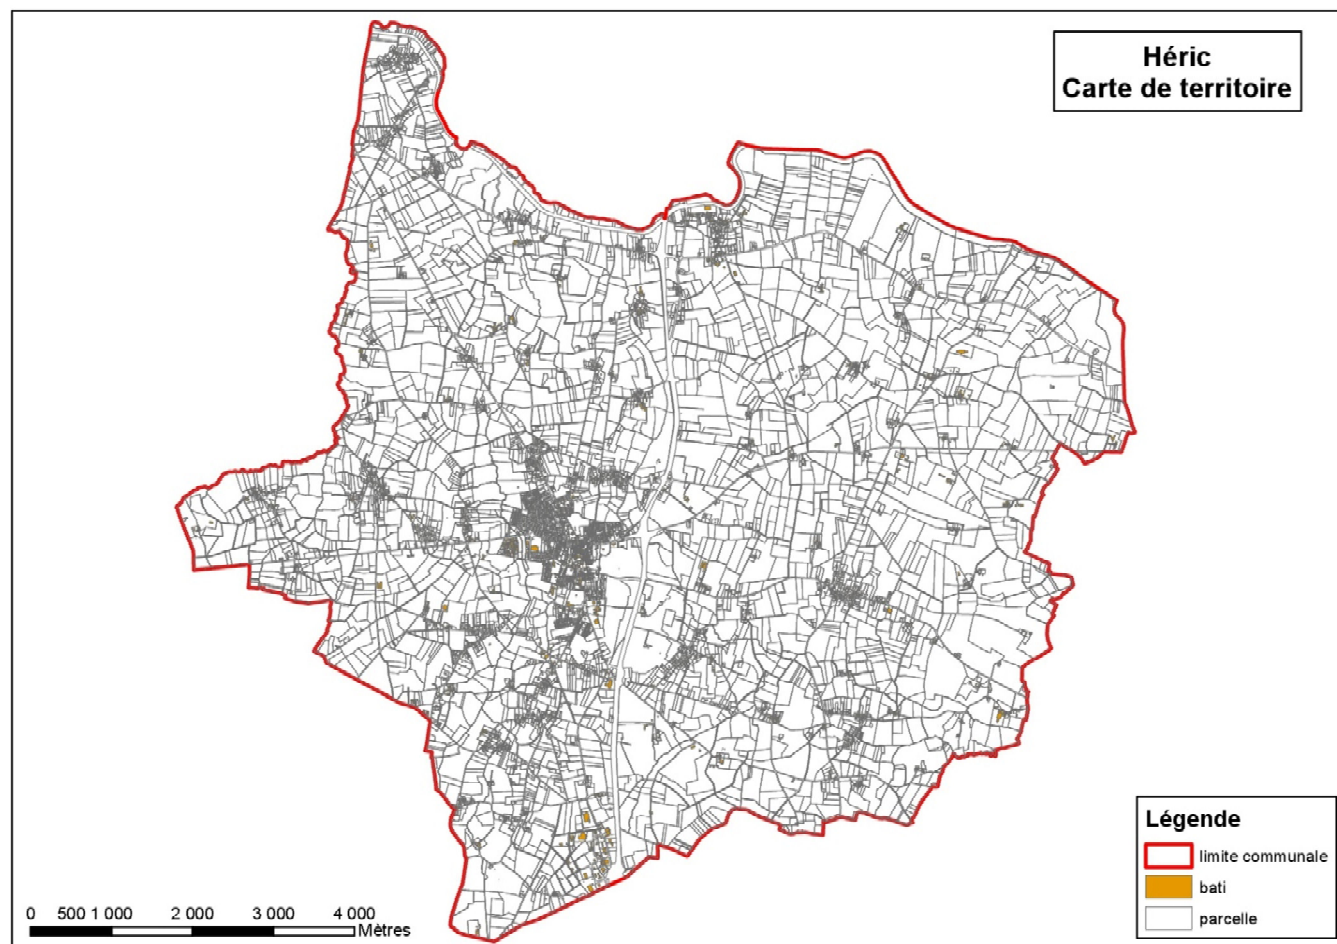 Héric
Carte de territoire
Légende
limite communale
bati
parcelle
0 500 1 000 2 000 3 000 4 000
Mètres